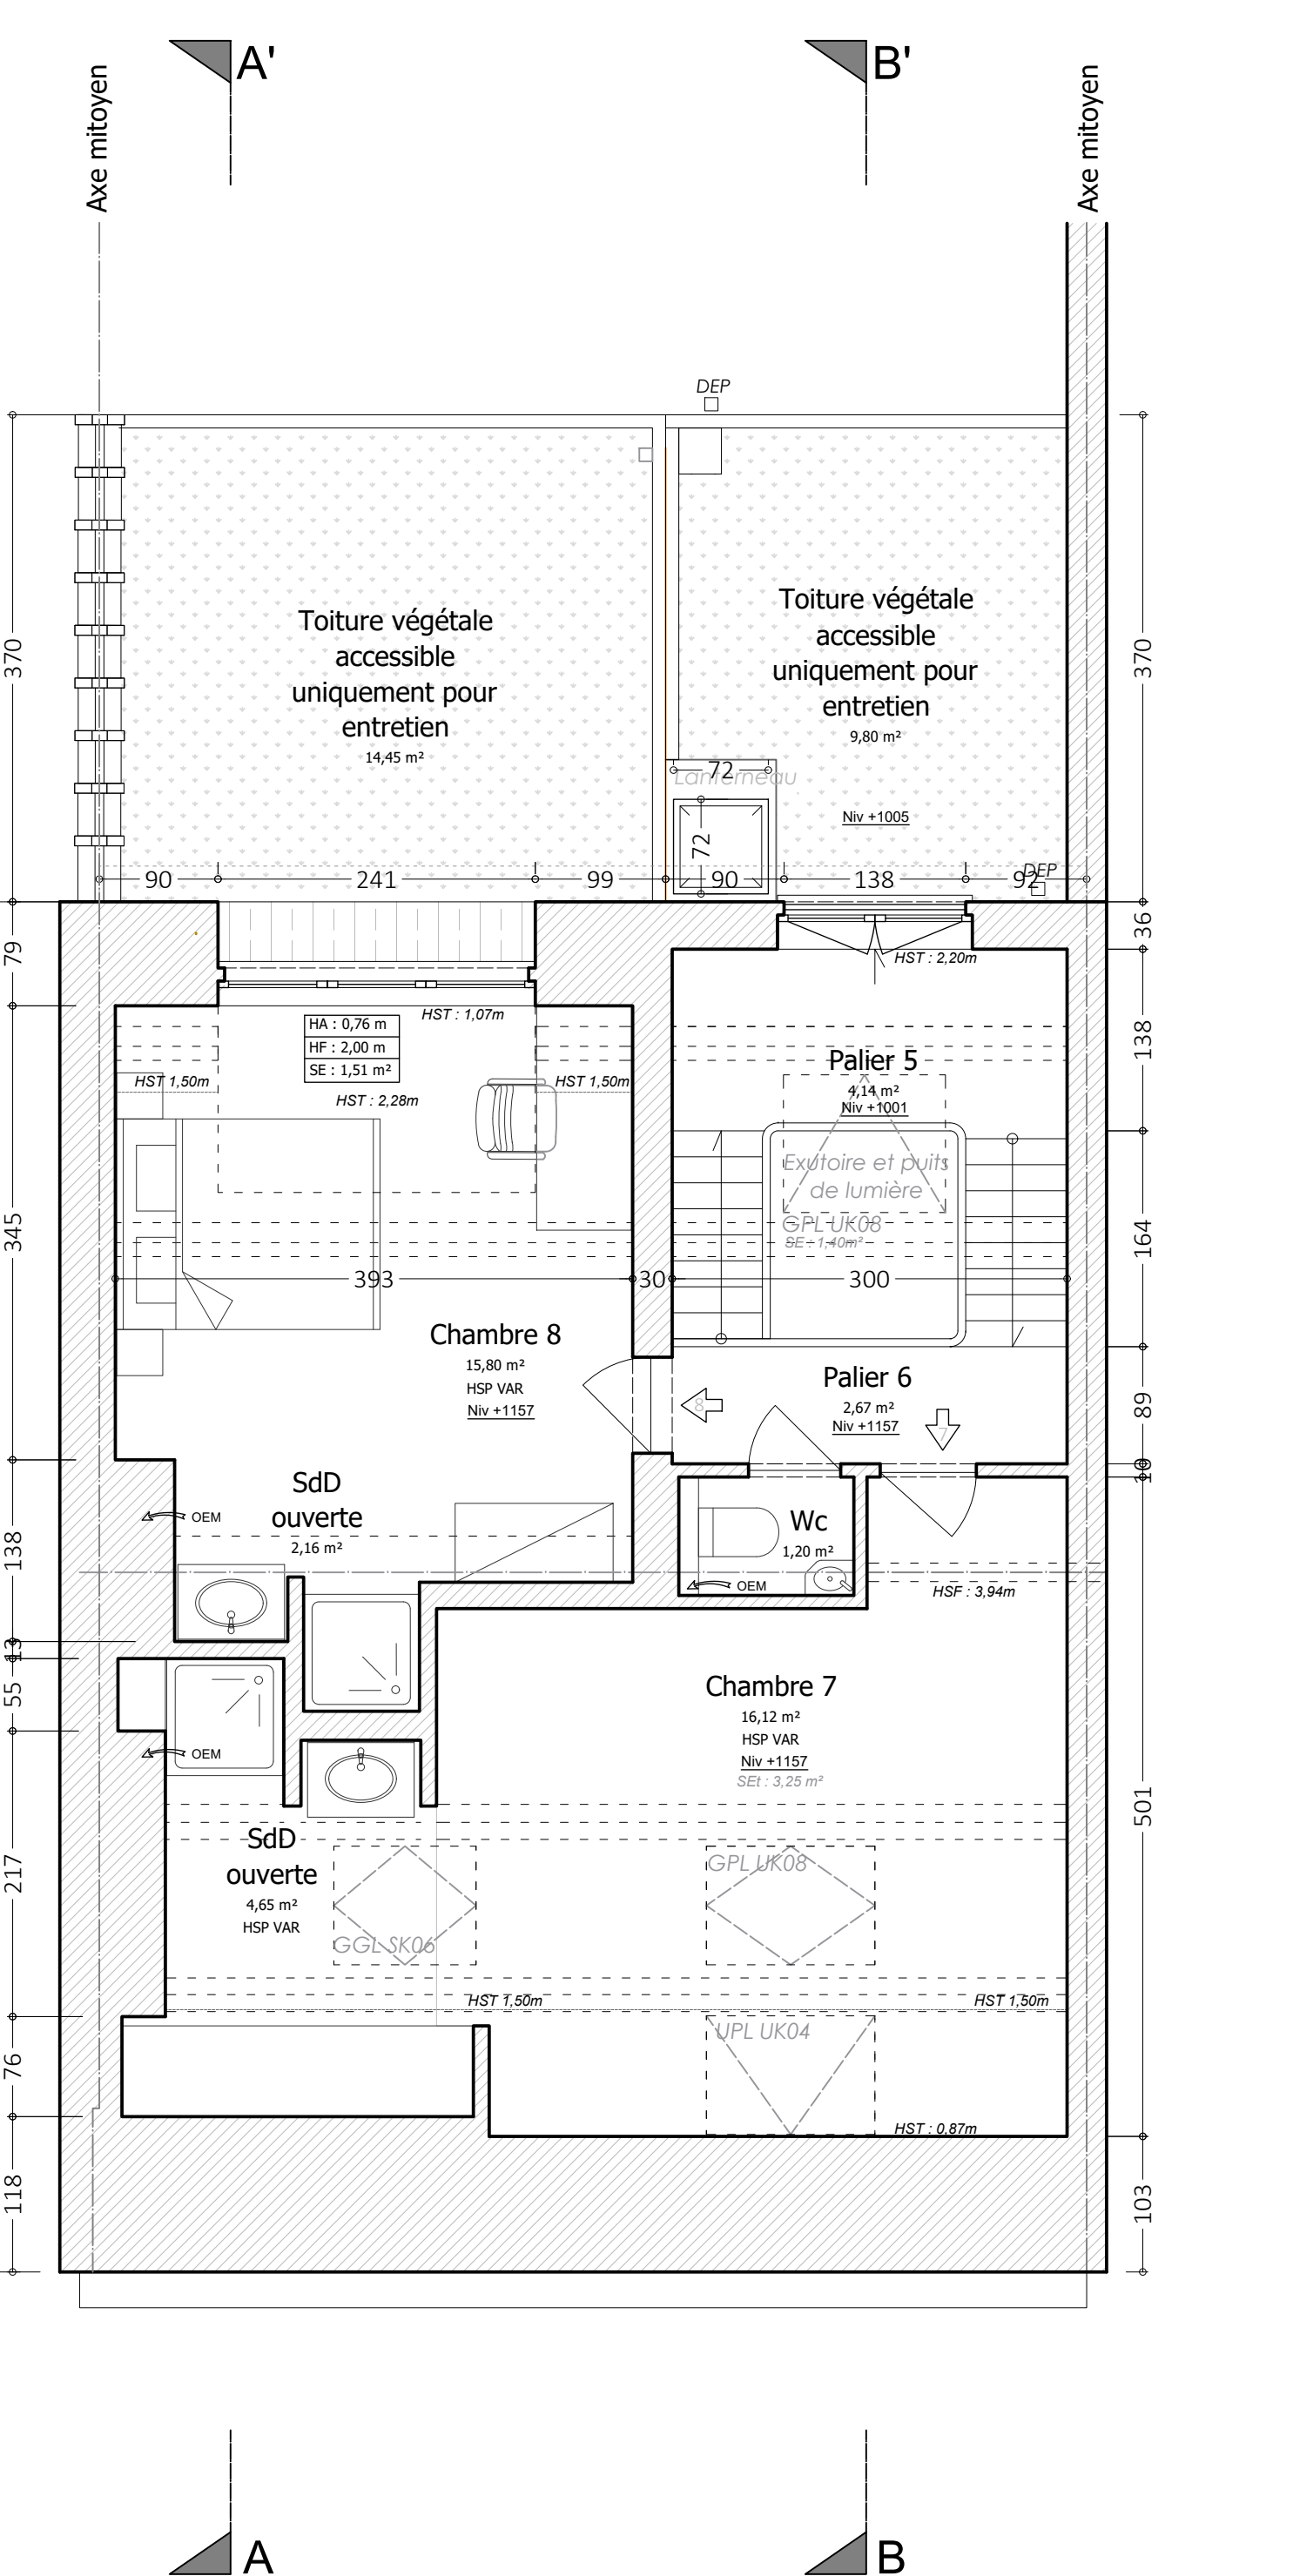 A'
B'
Axe mitoyen
Axe mitoyen
DEP
Toiture végétale
accessible
uniquement pour
entretien
14,45 m²
Toiture végétale
accessible
uniquement pour
entretien
9,80 m²
370
370
72
Lanterneau
Niv +1005
72
DEP
90
241
99
90
138
92
36
79
HST : 2,20m
HST : 1,07m
HA : 0,76 m
HF : 2,00 m
SE : 1,51 m²
138
Palier 5
4,14 m²
Niv +1001
HST 1,50m
HST 1,50m
HST : 2,28m
Exutoire et puits
de lumière
GPL UK08
SE : 1,40m²
345
164
393
30
300
Chambre 8
15,80 m²
HSP VAR
Niv +1157
Palier 6
2,67 m²
Niv +1157
8
7
89
10
SdD
ouverte
2,16 m²
OEM
138
Wc
1,20 m²
OEM
HSF : 3,94m
13
55
Chambre 7
16,12 m²
HSP VAR
Niv +1157
SEt : 3,25 m²
OEM
501
SdD
ouverte
4,65 m²
HSP VAR
217
GPL UK08
GGL SK06
HST 1,50m
HST 1,50m
UPL UK04
76
HST : 0,87m
118
103
A
B